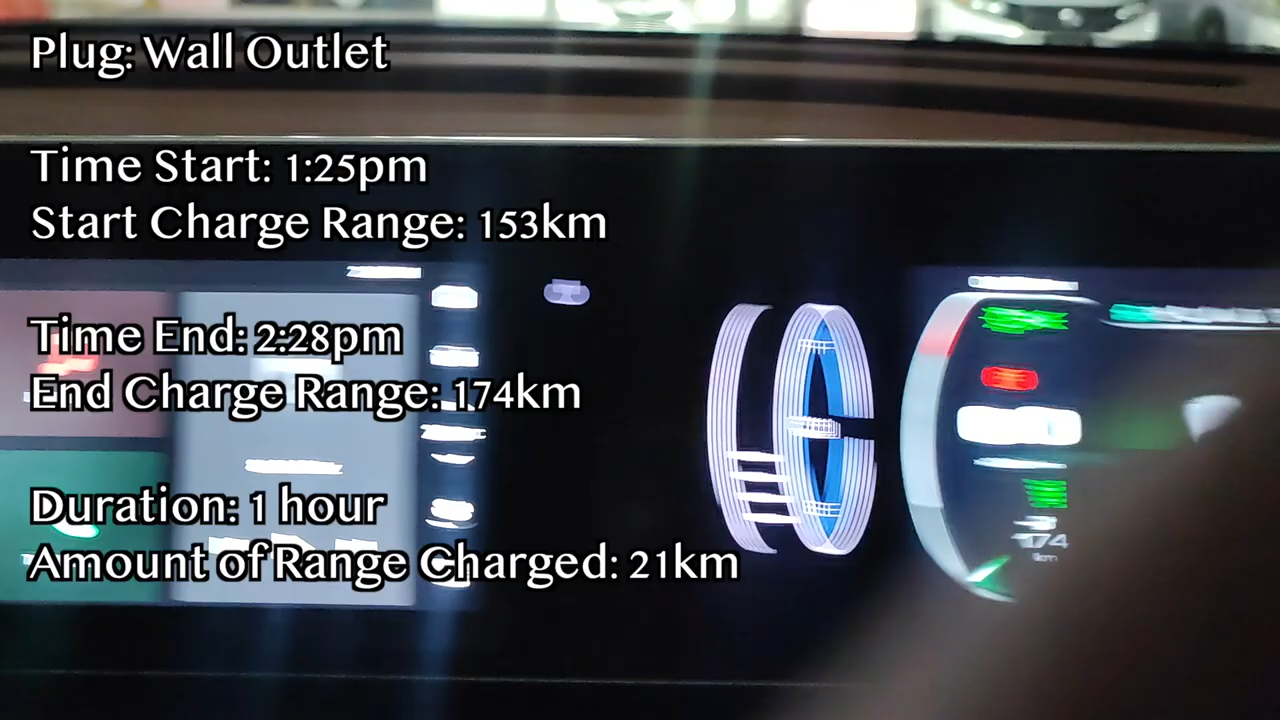 Plug: Wall Outlet
Time Start: 1:25pm
Start Charge Range: 153km
Time End: 2:28pm
End Charge Range: 174km
Duration: 1 hour
Amount of Range Charged: 21km
174
km